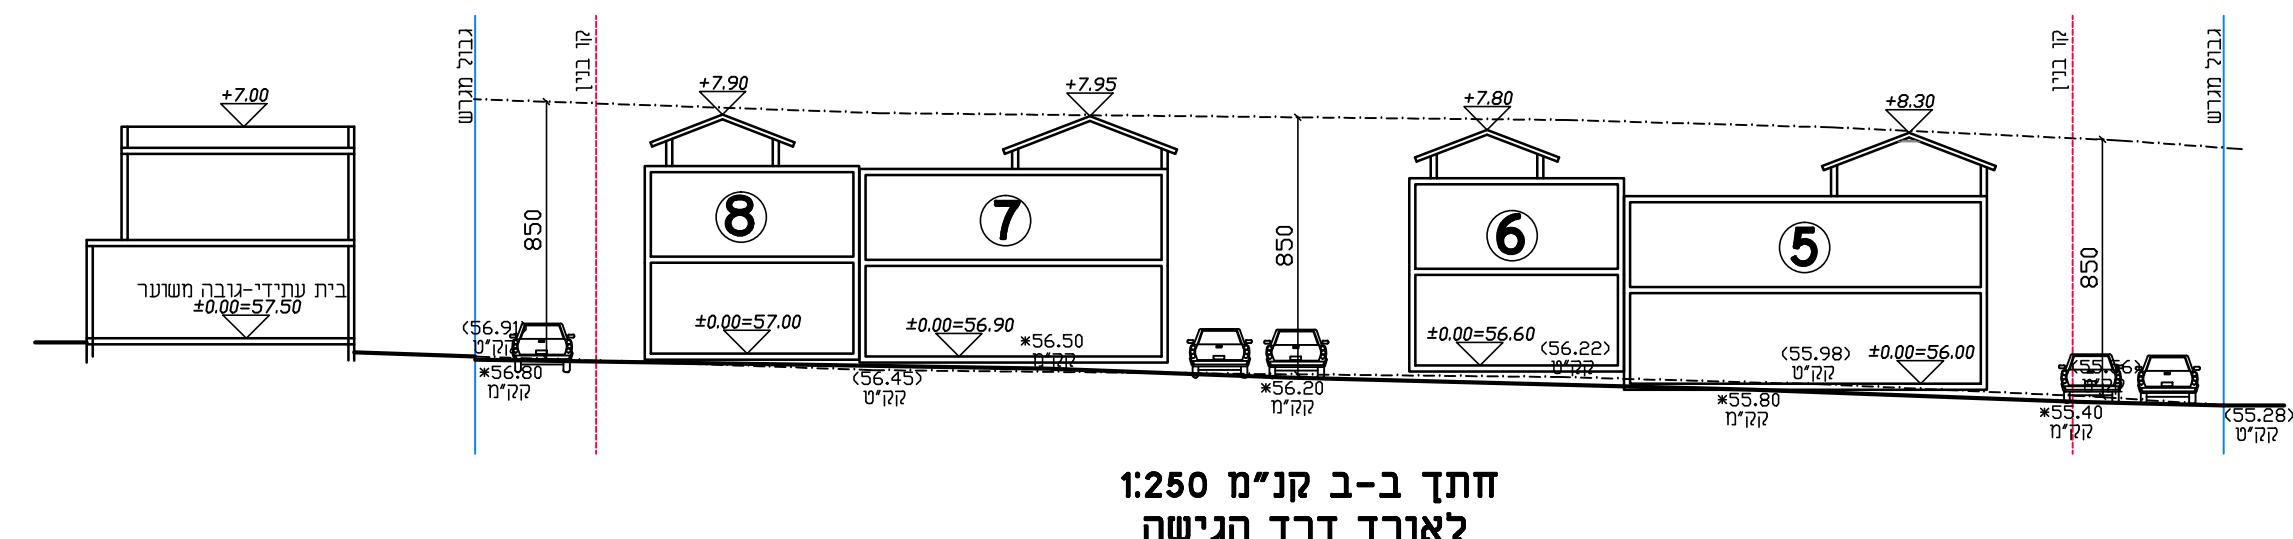 גבול מגרש
קו בנין
קו בנין
גבול מגרש
+7.00
+7.90
+7.95
+7.80
+8.30
850
850
850
8
7
6
5
בית עתידי-גובה משוער
±0.00=57.50
±0.00=57.00
±0.00=56.90
±0.00=56.60
±0.00=56.00
(56.91)
קק״ט
*56.80
קק״מ
(56.45)
קק״ט
*56.50
קק״מ
*56.20
קק״מ
(56.22)
קק״ט
(55.98)
קק״ט
*55.80
קק״מ
*55.40
קק״מ
(55.28)
קק״ט
חתך ב-ב קנ״מ 1:250
לאורך דרך הגישה